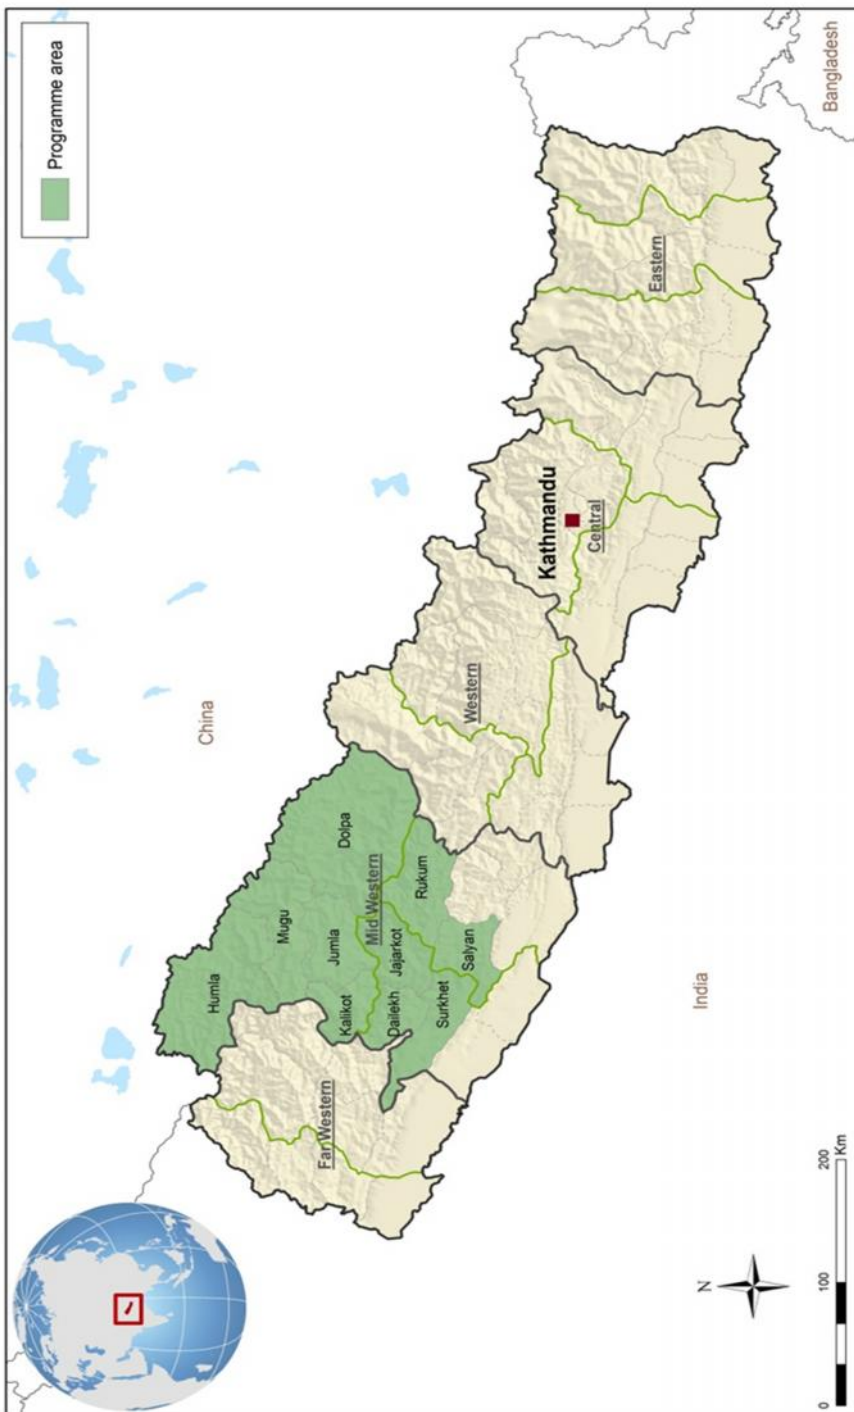 Programme area
China
Humla
Mugu
Dolpa
Jumla
Kalikot
Mid Western
Far Western
Dailekh
Jajarkot
Rukum
Surkhet
Salyan
Western
Kathmandu
Central
Eastern
India
Bangladesh
N
0 100 200
Km